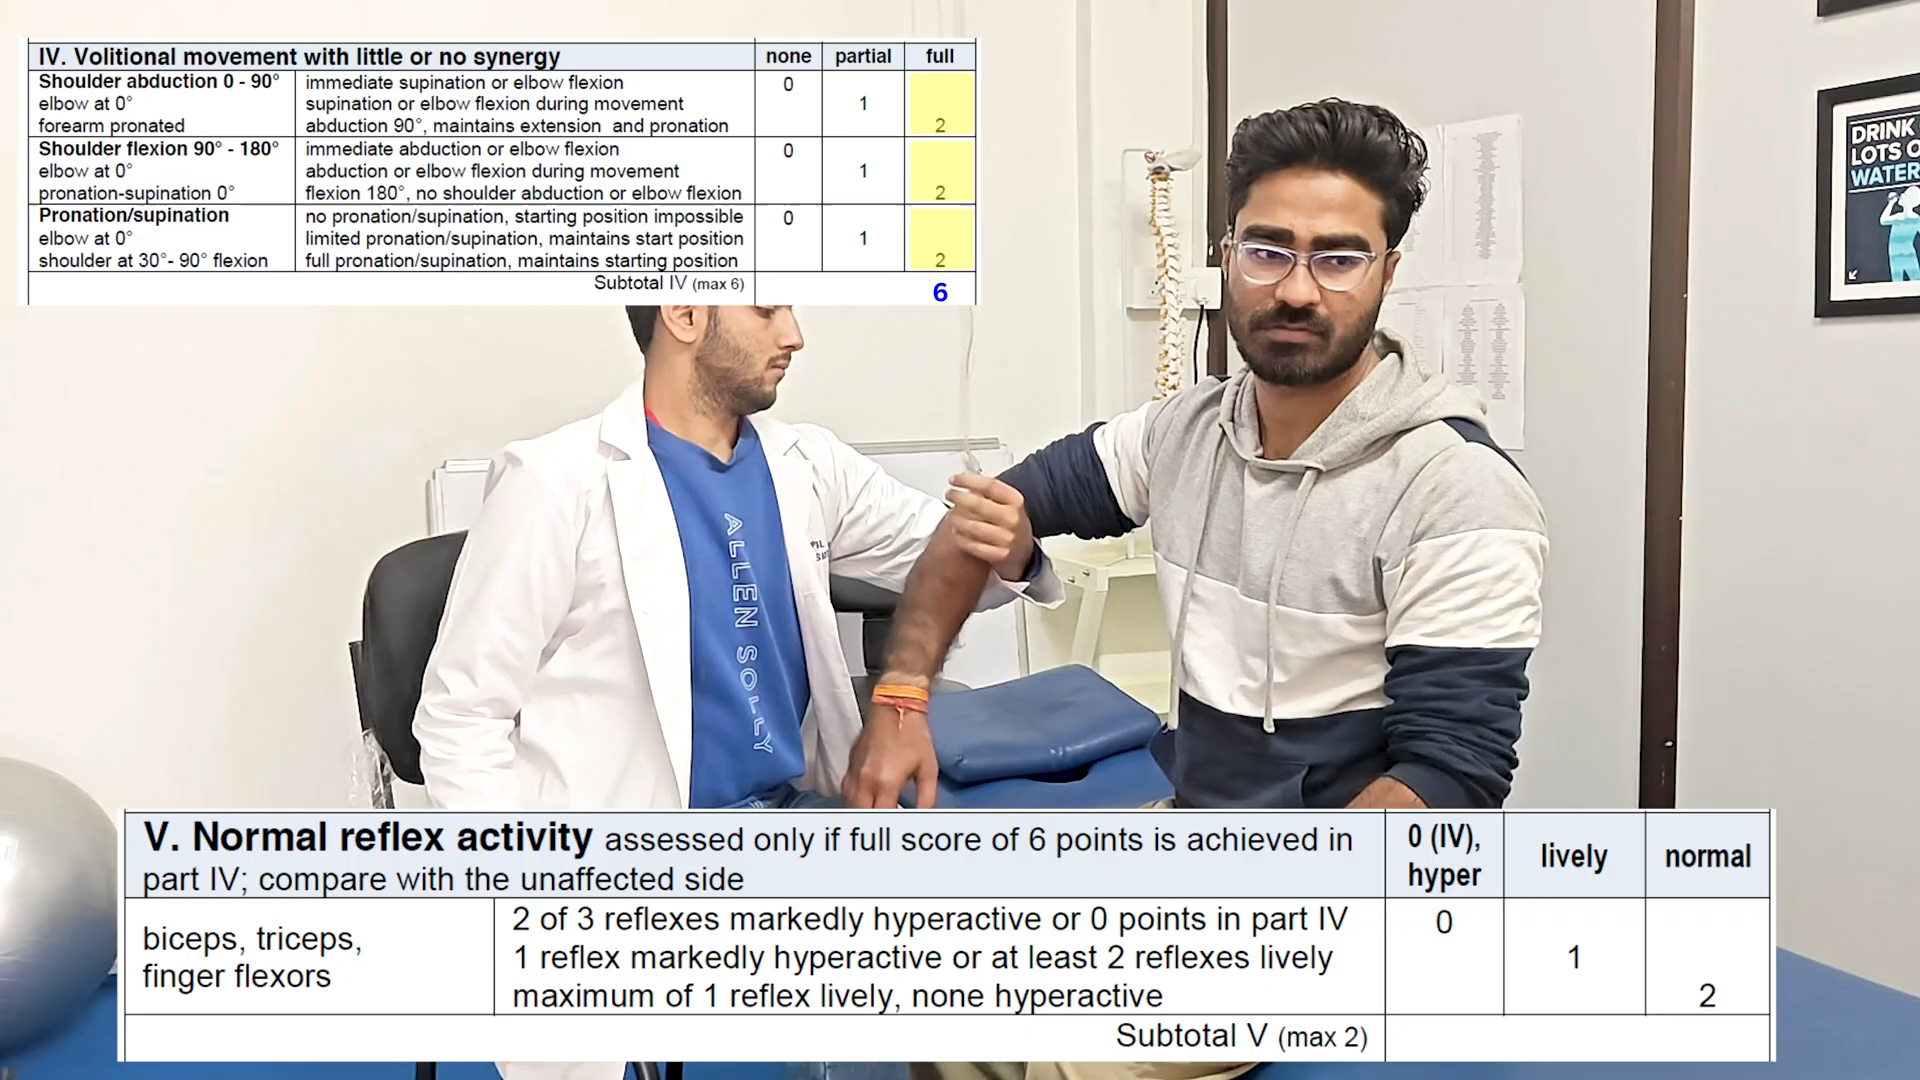 IV. Volitional movement with little or no synergy none partial full
Shoulder abduction 0 - 90° immediate supination or elbow flexion 0
elbow at 0° supination or elbow flexion during movement 1
forearm pronated abduction 90°, maintains extension and pronation 2
Shoulder flexion 90° - 180° immediate abduction or elbow flexion 0
elbow at 0° abduction or elbow flexion during movement 1
pronation-supination 0° flexion 180°, no shoulder abduction or elbow flexion 2
Pronation/supination no pronation/supination, starting position impossible 0
elbow at 0° limited pronation/supination, maintains start position 1
shoulder at 30°- 90° flexion full pronation/supination, maintains starting position 2
Subtotal IV (max 6) 6
DRINK
LOTS O
WATER
ALLEN SOLLY
V. Normal reflex activity assessed only if full score of 6 points is achieved in
part IV; compare with the unaffected side
0 (IV),
hyper
lively
normal
biceps, triceps,
finger flexors
2 of 3 reflexes markedly hyperactive or 0 points in part IV 0
1 reflex markedly hyperactive or at least 2 reflexes lively 1
maximum of 1 reflex lively, none hyperactive 2
Subtotal V (max 2)